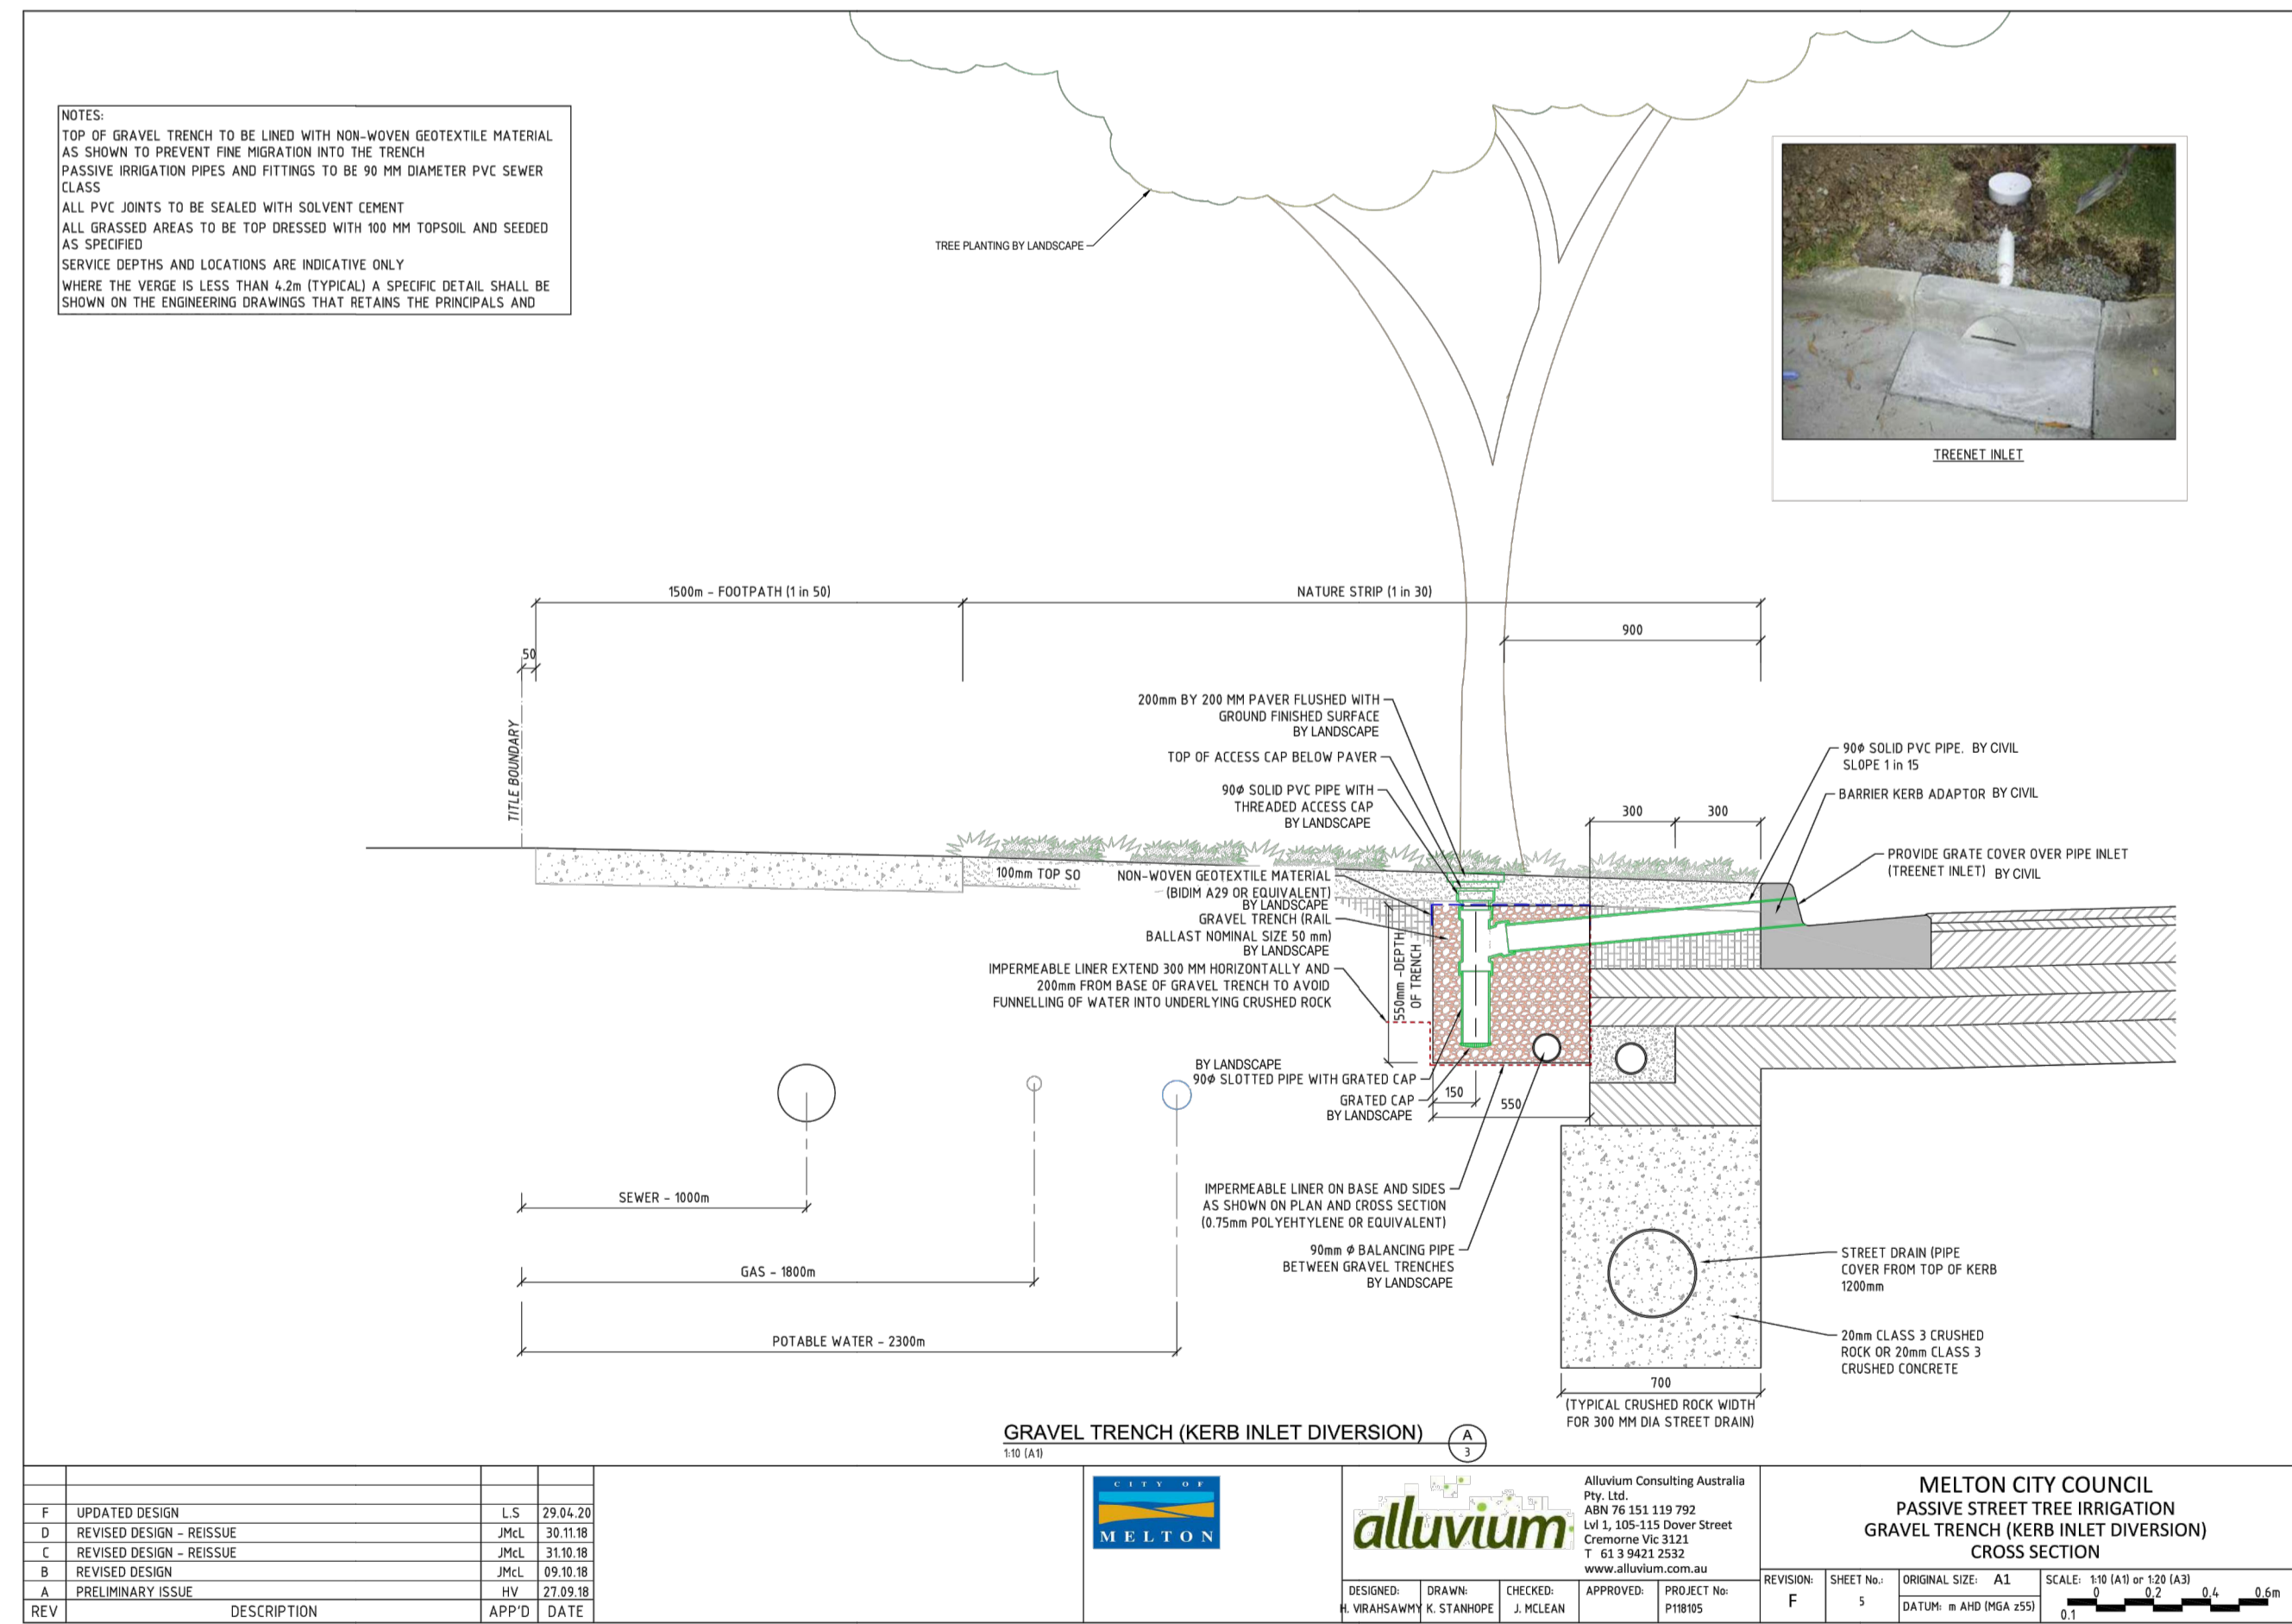 NOTES:
TOP OF GRAVEL TRENCH TO BE LINED WITH NON-WOVEN GEOTEXTILE MATERIAL
AS SHOWN TO PREVENT FINE MIGRATION INTO THE TRENCH
PASSIVE IRRIGATION PIPES AND FITTINGS TO BE 90 MM DIAMETER PVC SEWER
CLASS
ALL PVC JOINTS TO BE SEALED WITH SOLVENT CEMENT
ALL GRASSED AREAS TO BE TOP DRESSED WITH 100 MM TOPSOIL AND SEEDED
AS SPECIFIED
SERVICE DEPTHS AND LOCATIONS ARE INDICATIVE ONLY
WHERE THE VERGE IS LESS THAN 4.2m (TYPICAL) A SPECIFIC DETAIL SHALL BE
SHOWN ON THE ENGINEERING DRAWINGS THAT RETAINS THE PRINCIPALS AND
TREE PLANTING BY LANDSCAPE
TREENET INLET
1500m - FOOTPATH (1 in 50)
NATURE STRIP (1 in 30)
900
50
TITLE BOUNDARY
200mm BY 200 MM PAVER FLUSHED WITH
GROUND FINISHED SURFACE
BY LANDSCAPE
TOP OF ACCESS CAP BELOW PAVER
90ϕ SOLID PVC PIPE WITH
THREADED ACCESS CAP
BY LANDSCAPE
90ϕ SOLID PVC PIPE. BY CIVIL
SLOPE 1 in 15
BARRIER KERB ADAPTOR BY CIVIL
300
300
PROVIDE GRATE COVER OVER PIPE INLET
(TREENET INLET) BY CIVIL
100mm TOP SO
NON-WOVEN GEOTEXTILE MATERIAL
(BIDIM A29 OR EQUIVALENT)
BY LANDSCAPE
GRAVEL TRENCH (RAIL
BALLAST NOMINAL SIZE 50 mm)
BY LANDSCAPE
550mm -DEPTH
OF TRENCH
IMPERMEABLE LINER EXTEND 300 MM HORIZONTALLY AND
200mm FROM BASE OF GRAVEL TRENCH TO AVOID
FUNNELLING OF WATER INTO UNDERLYING CRUSHED ROCK
BY LANDSCAPE
90ϕ SLOTTED PIPE WITH GRATED CAP
GRATED CAP
BY LANDSCAPE
150
550
IMPERMEABLE LINER ON BASE AND SIDES
AS SHOWN ON PLAN AND CROSS SECTION
(0.75mm POLYEHTYLENE OR EQUIVALENT)
90mm ϕ BALANCING PIPE
BETWEEN GRAVEL TRENCHES
BY LANDSCAPE
SEWER - 1000m
GAS - 1800m
POTABLE WATER - 2300m
STREET DRAIN (PIPE
COVER FROM TOP OF KERB
1200mm
20mm CLASS 3 CRUSHED
ROCK OR 20mm CLASS 3
CRUSHED CONCRETE
700
(TYPICAL CRUSHED ROCK WIDTH
FOR 300 MM DIA STREET DRAIN)
GRAVEL TRENCH (KERB INLET DIVERSION)
A
3
1:10 (A1)
F UPDATED DESIGN L.S 29.04.20
D REVISED DESIGN - REISSUE JMcL 30.11.18
C REVISED DESIGN - REISSUE JMcL 31.10.18
B REVISED DESIGN JMcL 09.10.18
A PRELIMINARY ISSUE HV 27.09.18
REV DESCRIPTION APP'D DATE
CITY OF
MELTON
alluvium
Alluvium Consulting Australia
Pty. Ltd.
ABN 76 151 119 792
Lvl 1, 105-115 Dover Street
Cremorne Vic 3121
T 61 3 9421 2532
www.alluvium.com.au
DESIGNED: DRAWN: CHECKED: APPROVED: PROJECT No:
H. VIRAHSAWMY K. STANHOPE J. MCLEAN P118105
MELTON CITY COUNCIL
PASSIVE STREET TREE IRRIGATION
GRAVEL TRENCH (KERB INLET DIVERSION)
CROSS SECTION
REVISION: SHEET No.: ORIGINAL SIZE: A1 SCALE: 1:10 (A1) or 1:20 (A3)
F 5 DATUM: m AHD (MGA z55)
0 0.2 0.4 0.6m
0.1